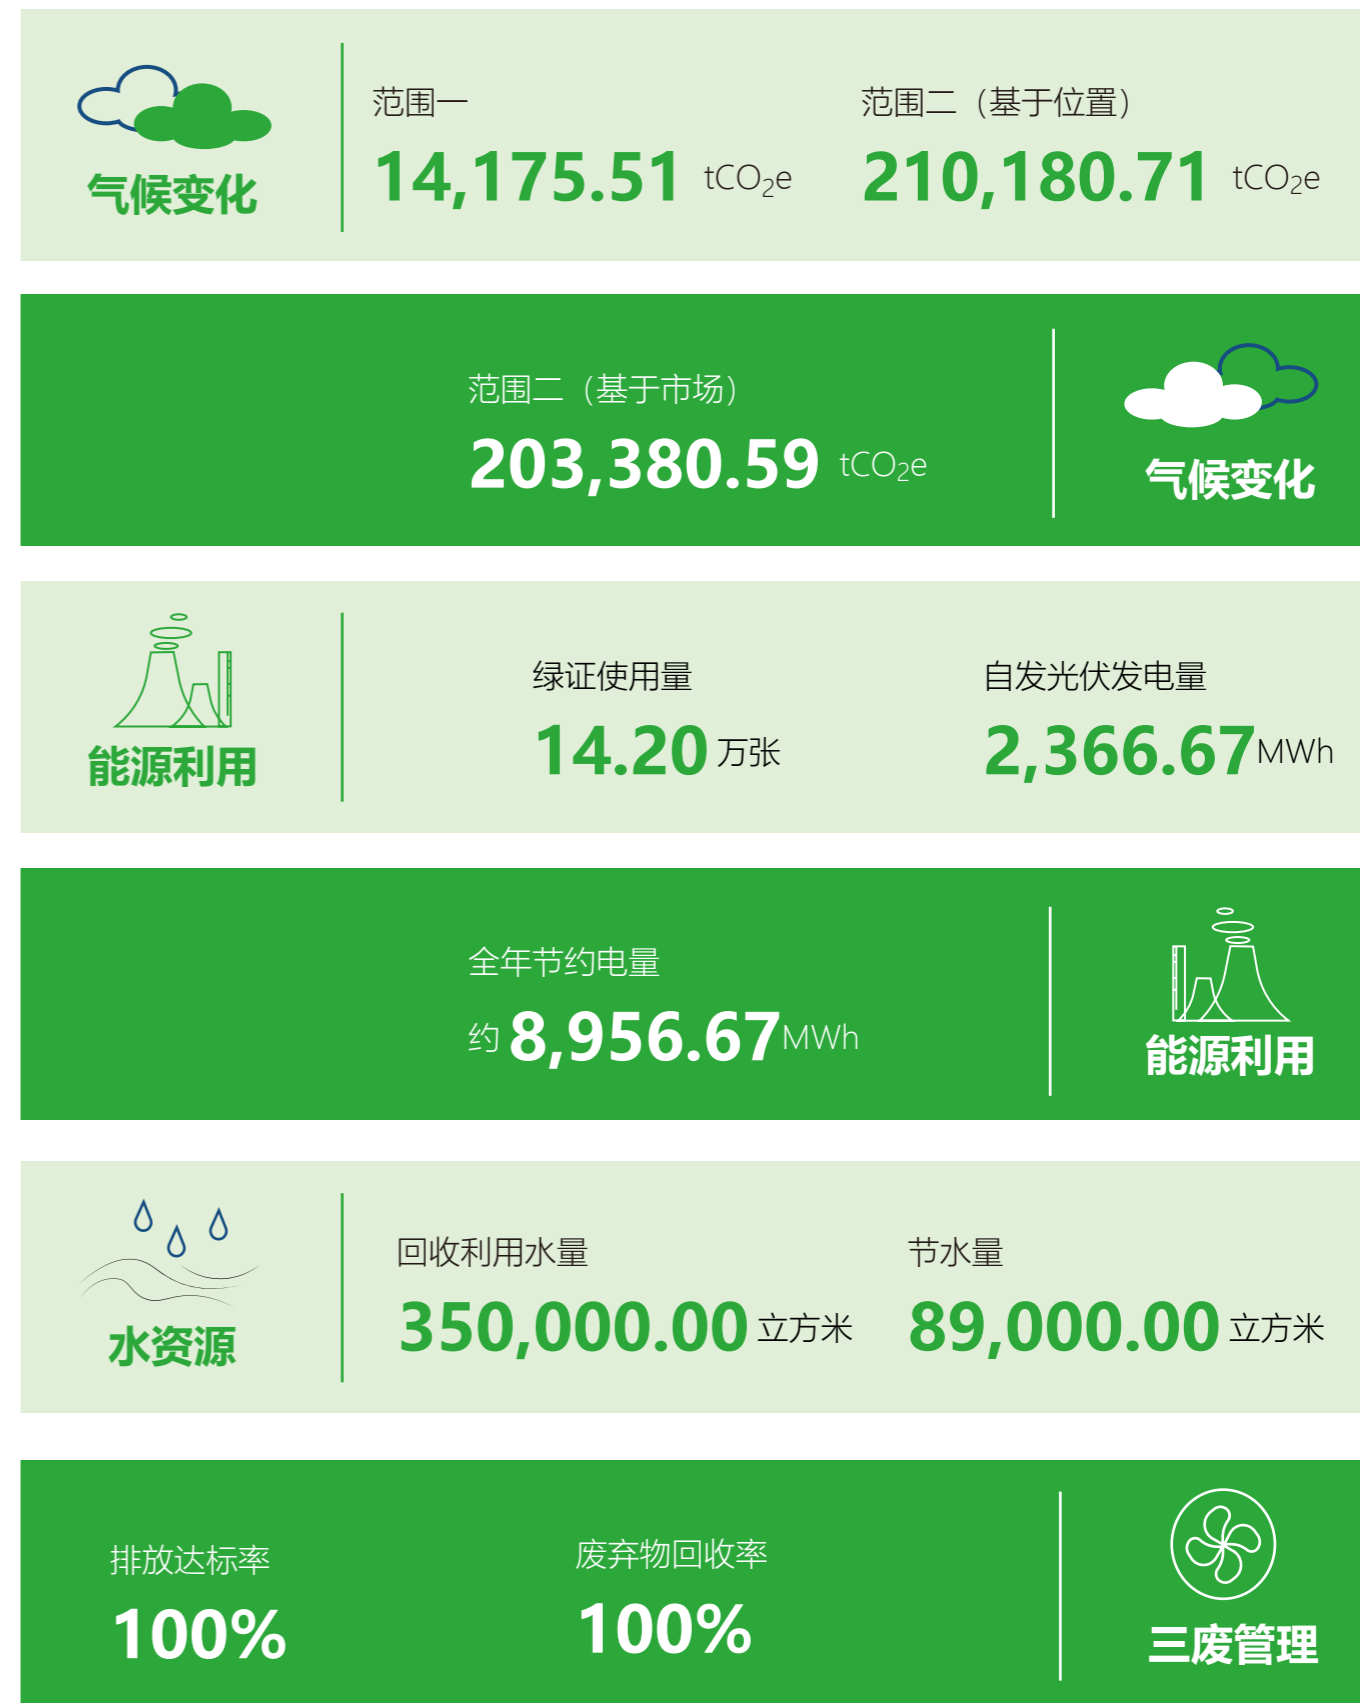 气候变化
范围一
14,175.51 tCO₂e
范围二（基于位置）
210,180.71 tCO₂e
范围二（基于市场）
203,380.59 tCO₂e
气候变化
能源利用
绿证使用量
14.20 万张
自发光伏发电量
2,366.67MWh
全年节约电量
约 8,956.67MWh
能源利用
水资源
回收利用水量
350,000.00 立方米
节水量
89,000.00 立方米
排放达标率
100%
废弃物回收率
100%
三废管理